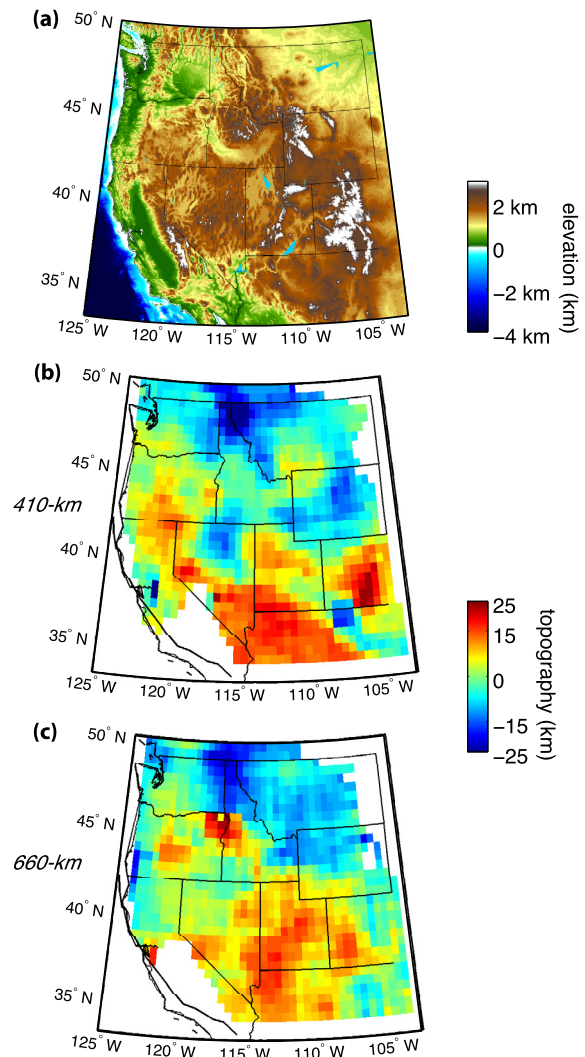 (a)
50° N
45° N
40° N
35° N
125° W
120° W
115° W
110° W
105° W
2 km
0
−2 km
−4 km
elevation (km)
(b)
50° N
45° N
410-km
40° N
35° N
125° W
120° W
115° W
110° W
105° W
25
15
0
−15
−25
topography (km)
(c)
50° N
45° N
660-km
40° N
35° N
125° W
120° W
115° W
110° W
105° W